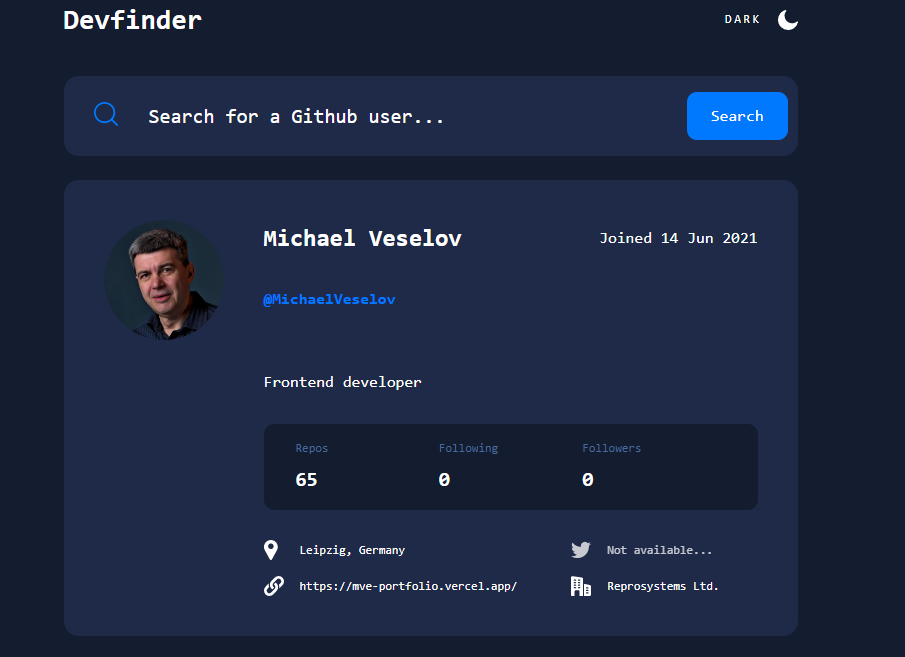 Devfinder
DARK
Search for a Github user...
Search
Michael Veselov
Joined 14 Jun 2021
@MichaelVeselov
Frontend developer
Repos Following Followers
65 0 0
Leipzig, Germany
Not available...
https://mve-portfolio.vercel.app/
Reprosystems Ltd.